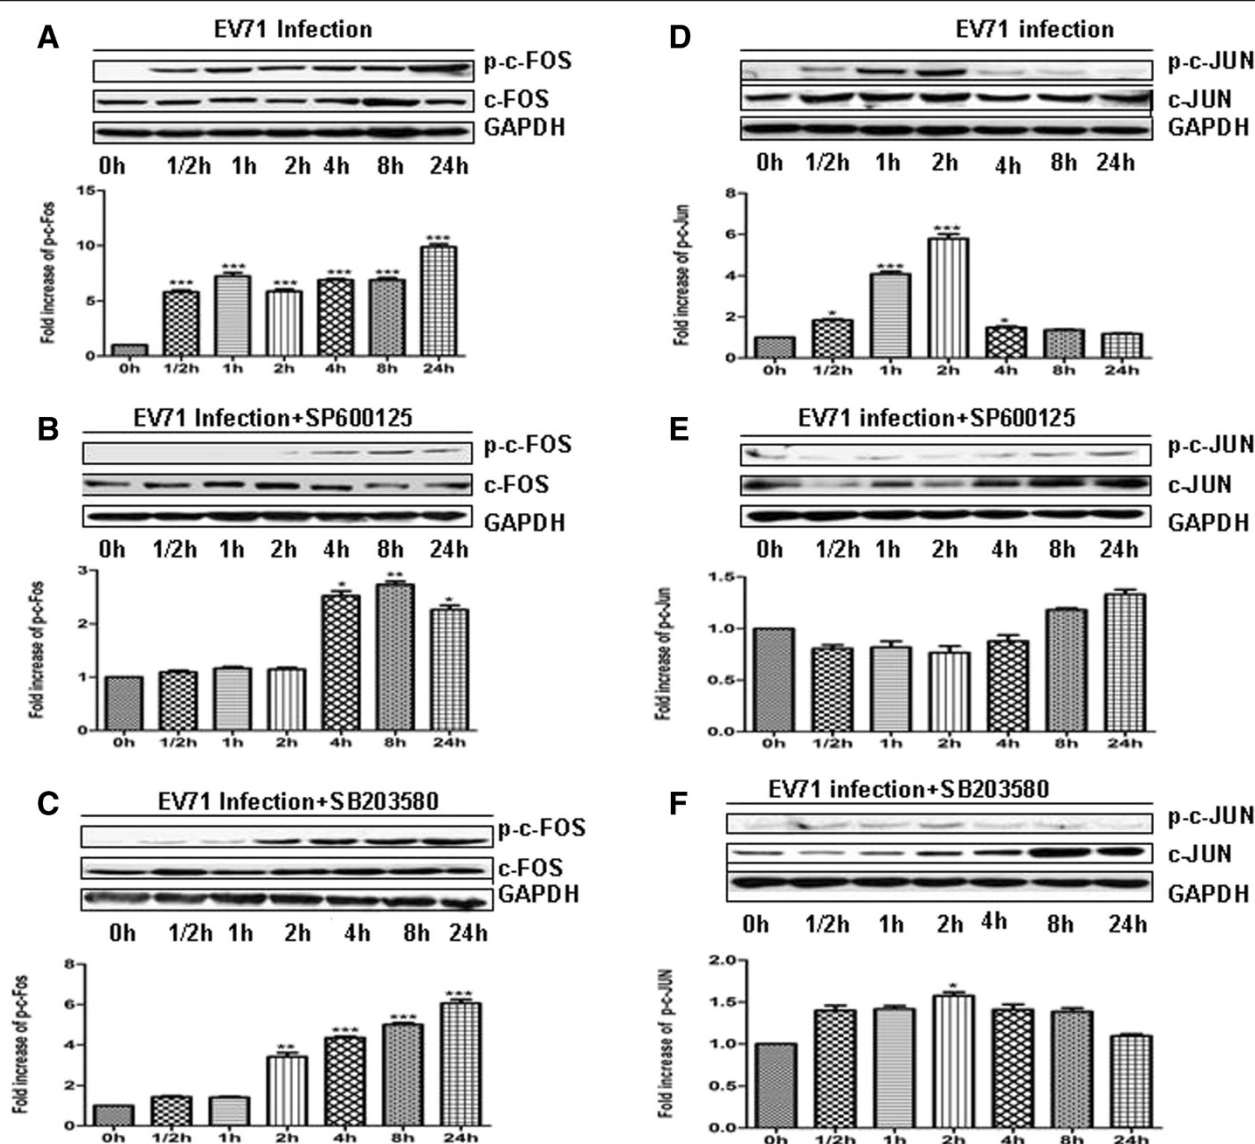 A
EV71 Infection
p-c-FOS
c-FOS
GAPDH
0h 1/2h 1h 2h 4h 8h 24h
Fold increase of p-c-Fos
15
10
5
0
*** *** *** *** *** ***
0h 1/2h 1h 2h 4h 8h 24h
D
EV71 infection
p-c-JUN
c-JUN
GAPDH
0h 1/2h 1h 2h 4h 8h 24h
Fold increase of p-c-Jun
8
6
4
2
0
* *** *** *
0h 1/2h 1h 2h 4h 8h 24h
B
EV71 Infection+SP600125
p-c-FOS
c-FOS
GAPDH
0h 1/2h 1h 2h 4h 8h 24h
Fold increase of p-c-Fos
3
2
1
0
* ** *
0h 1/2h 1h 2h 4h 8h 24h
E
EV71 infection+SP600125
p-c-JUN
c-JUN
GAPDH
0h 1/2h 1h 2h 4h 8h 24h
Fold increase of p-c-Jun
1.5
1.0
0.5
0.0
0h 1/2h 1h 2h 4h 8h 24h
C
EV71 Infection+SB203580
p-c-FOS
c-FOS
GAPDH
0h 1/2h 1h 2h 4h 8h 24h
Fold increase of p-c-Fos
8
6
4
2
0
** *** *** ***
0h 1/2h 1h 2h 4h 8h 24h
F
EV71 infection+SB203580
p-c-JUN
c-JUN
GAPDH
0h 1/2h 1h 2h 4h 8h 24h
Fold increase of p-c-JUN
2.0
1.5
1.0
0.5
0.0
*
0h 1/2h 1h 2h 4h 8h 24h